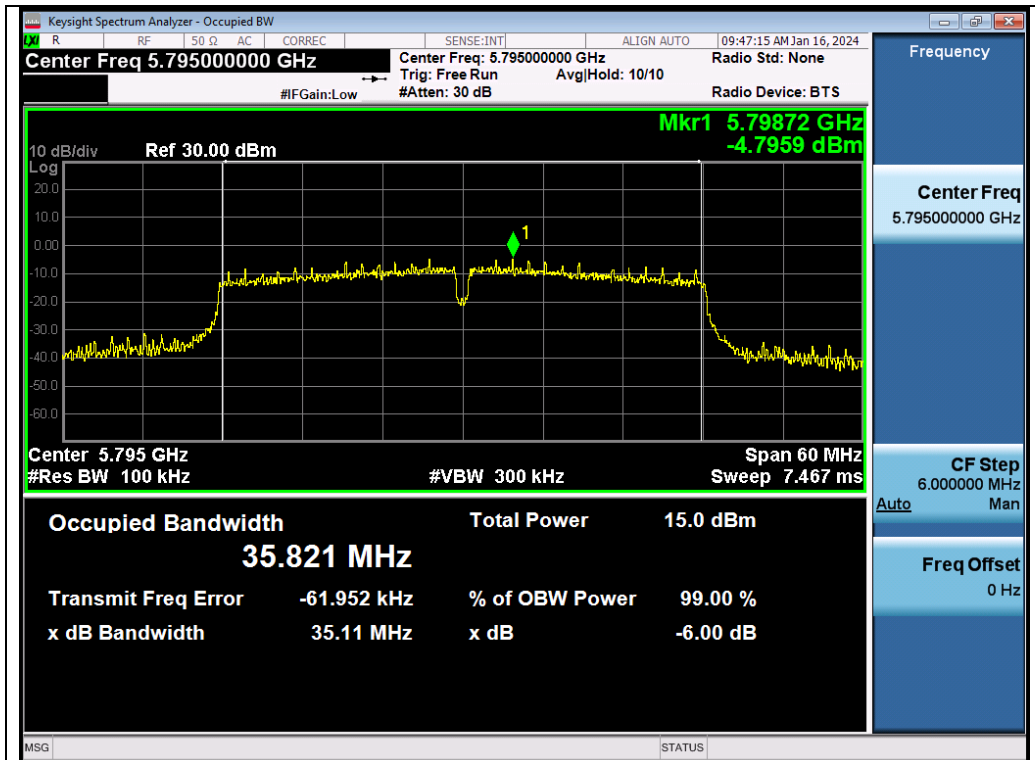 Keysight Spectrum Analyzer - Occupied BW
LXI R RF 50 Ω AC CORREC SENSE:INT ALIGN AUTO 09:47:15 AM Jan 16, 2024
Center Freq 5.795000000 GHz
Center Freq: 5.795000000 GHz
Radio Std: None
Trig: Free Run Avg|Hold: 10/10
#IFGain:Low #Atten: 30 dB Radio Device: BTS
Frequency
Mkr1 5.79872 GHz
-4.7959 dBm
10 dB/div Ref 30.00 dBm
Log
20.0
10.0
0.00
-10.0
-20.0
-30.0
-40.0
-50.0
-60.0
1
Center 5.795 GHz Span 60 MHz
#Res BW 100 kHz #VBW 300 kHz Sweep 7.467 ms
Center Freq
5.795000000 GHz
CF Step
6.000000 MHz
Auto Man
Freq Offset
0 Hz
Occupied Bandwidth Total Power 15.0 dBm
35.821 MHz
Transmit Freq Error -61.952 kHz % of OBW Power 99.00 %
x dB Bandwidth 35.11 MHz x dB -6.00 dB
MSG STATUS